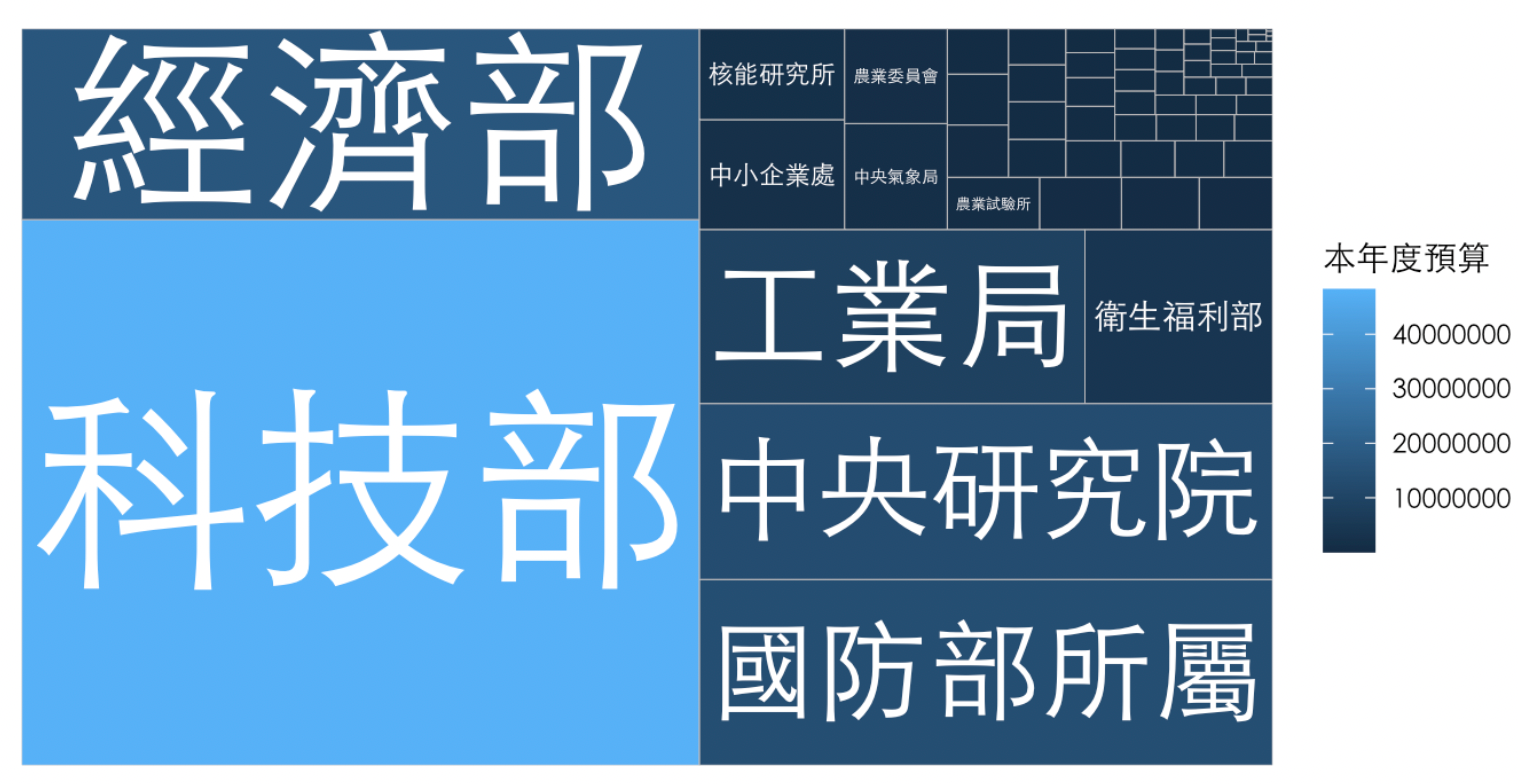 經濟部
科技部
核能研究所
農業委員會
中小企業處
中央氣象局
農業試驗所
工業局
衛生福利部
中央研究院
國防部所屬
本年度預算
40000000
30000000
20000000
10000000